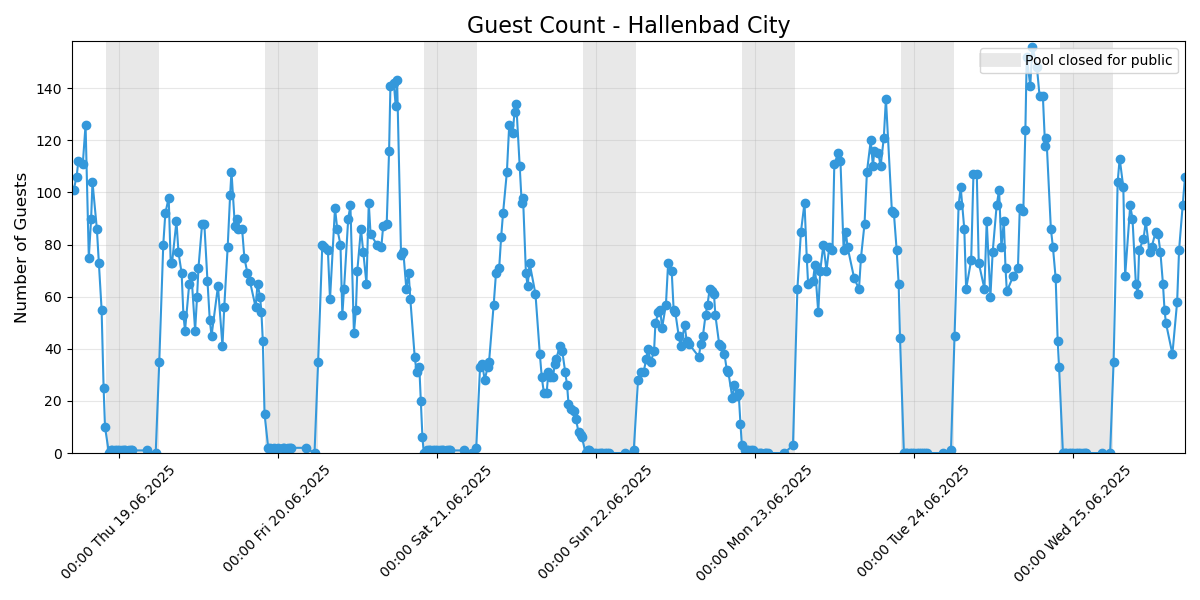 Guest Count - Hallenbad City
Pool closed for public
Number of Guests
140
120
100
80
60
40
20
0
00:00 Thu 19.06.2025
00:00 Fri 20.06.2025
00:00 Sat 21.06.2025
00:00 Sun 22.06.2025
00:00 Mon 23.06.2025
00:00 Tue 24.06.2025
00:00 Wed 25.06.2025